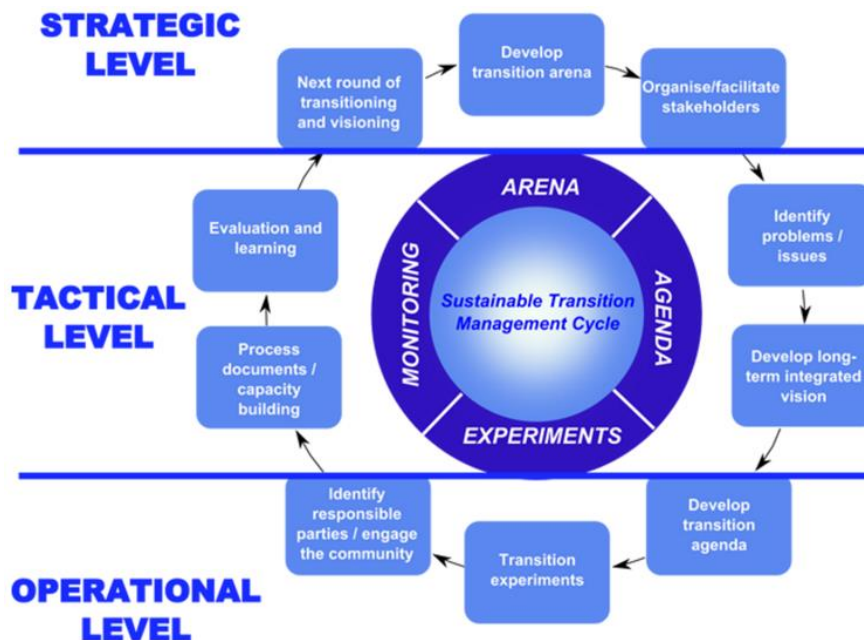 STRATEGIC
LEVEL
Next round of
transitioning
and visioning
Develop
transition arena
Organise/facilitate
stakeholders
Identify
problems /
issues
Develop long-
term integrated
vision
Develop
transition
agenda
Transition
experiments
Identify
responsible
parties / engage
the community
Process
documents /
capacity
building
Evaluation and
learning
TACTICAL
LEVEL
OPERATIONAL
LEVEL
ARENA
AGENDA
EXPERIMENTS
MONITORING
Sustainable Transition
Management Cycle